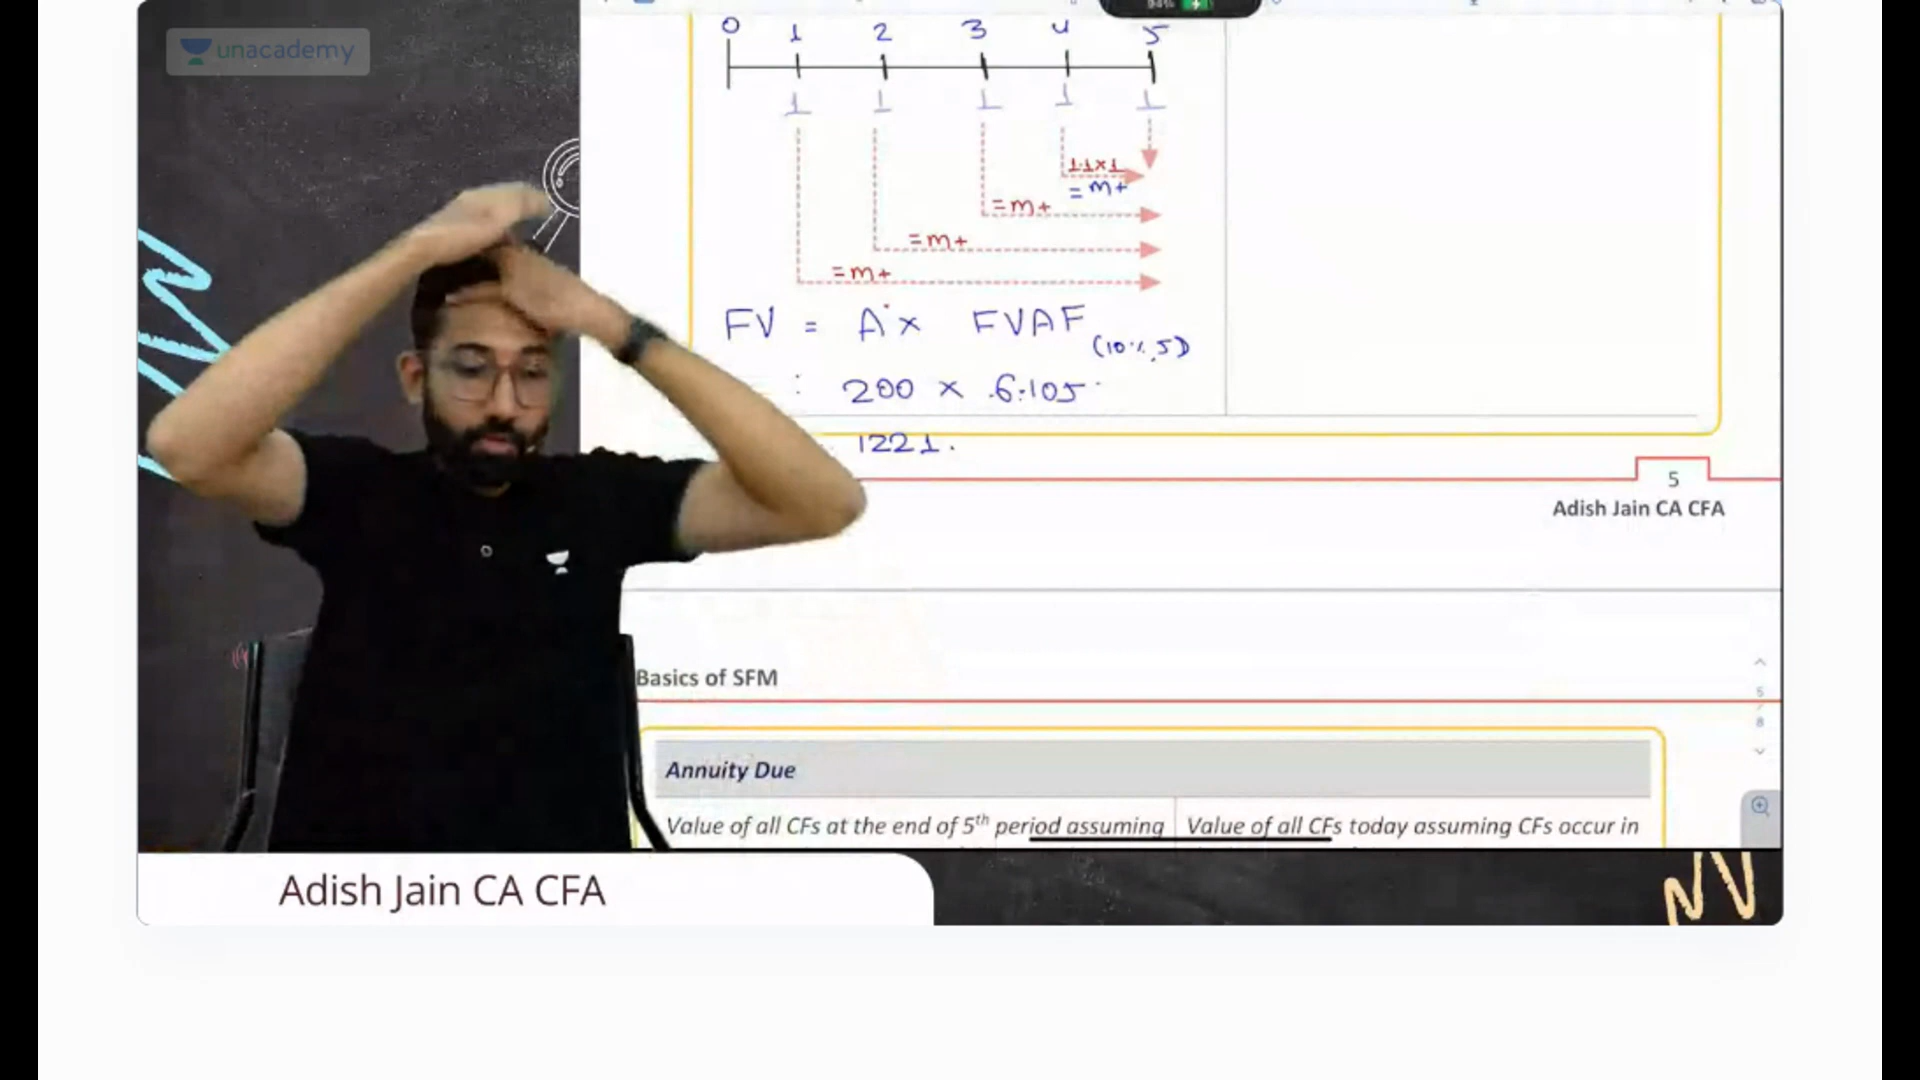 unacademy
94%
0 1 2 3 4 5
1 1 1 1 1
1.1×1
= m+
= m+
= m+
= m+
FV = A × FVAF (10%,5)
: 200 × 6.105
1221.
5
Adish Jain CA CFA
Basics of SFM
5
8
Annuity Due
Value of all CFs at the end of 5th period assuming
Value of all CFs today assuming CFs occur in
Adish Jain CA CFA